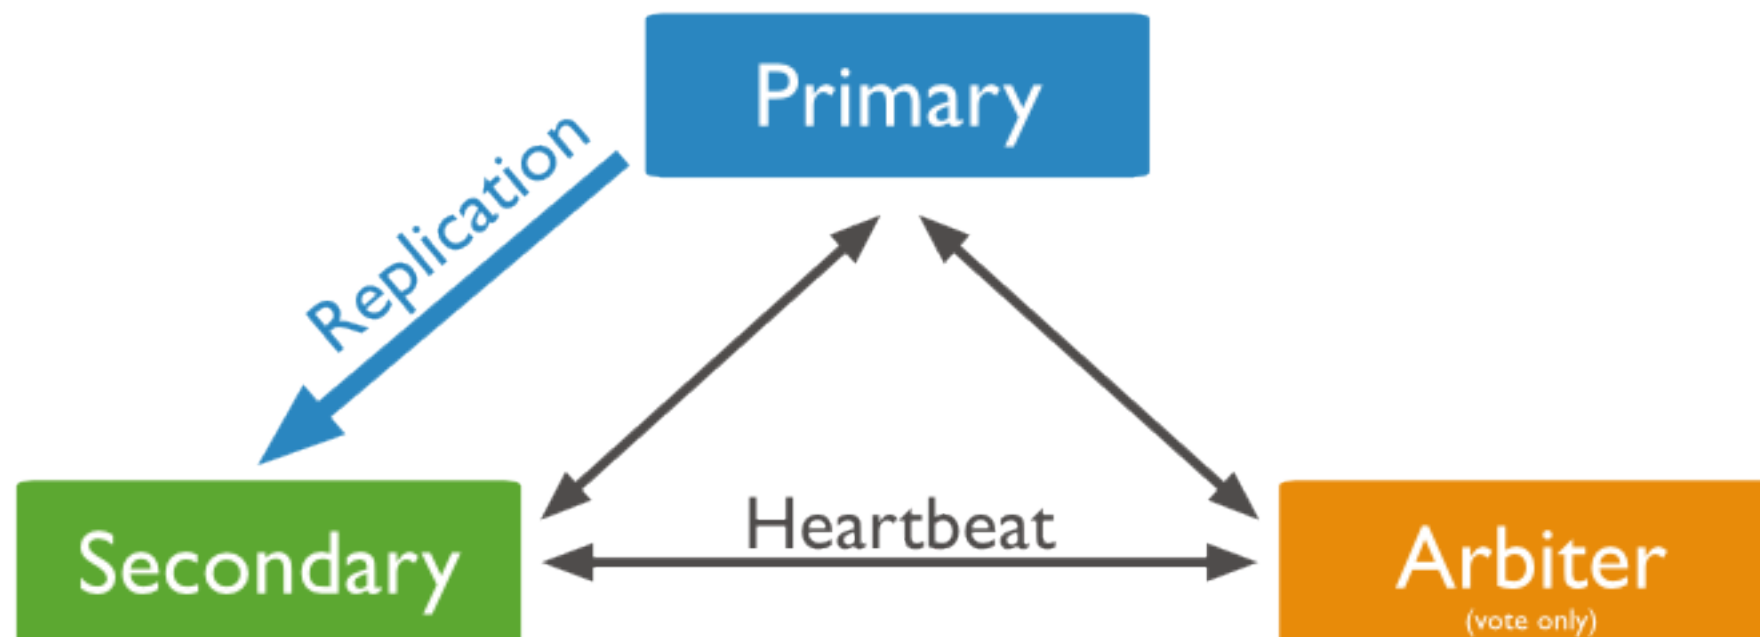 Primary
Replication
Heartbeat
Secondary
Arbiter
(vote only)